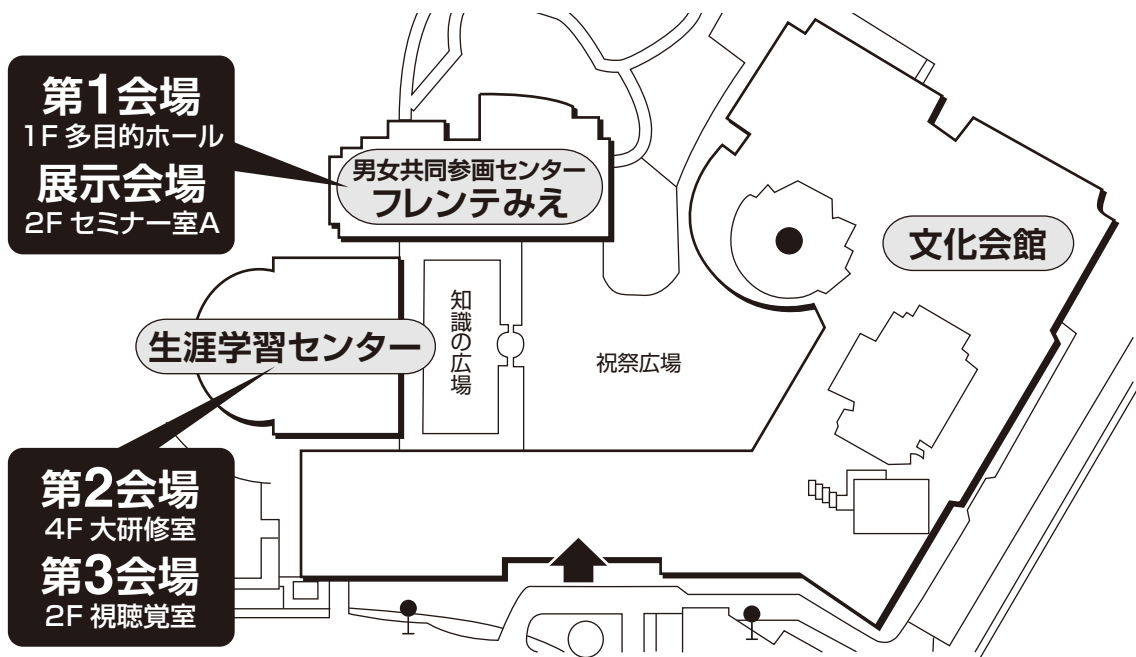 第1会場
1F 多目的ホール
展示会場
2F セミナー室A
男女共同参画センター
フレンテみえ
文化会館
生涯学習センター
知識の広場
祝祭広場
第2会場
4F 大研修室
第3会場
2F 視聴覚室